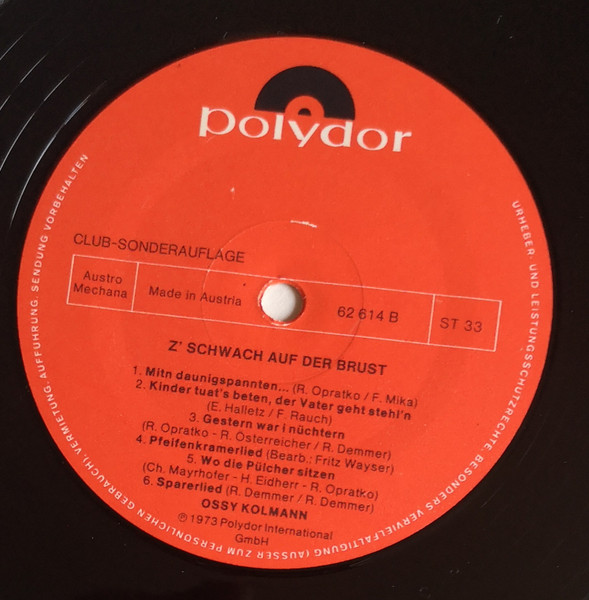 polydor
CLUB-SONDERAUFLAGE
Austro
Mechana
Made in Austria
62 614 B
ST 33
Z' SCHWACH AUF DER BRUST
1. Mitn daunigspannten... (R. Opratko / F. Mika)
2. Kinder tuat's beten, der Vater geht stehl'n
(E. Halletz / F. Rauch)
3. Gestern war i nüchtern
(R. Opratko - R. Österreicher / R. Demmer)
4. Pfeifenkramerlied (Bearb.: Fritz Wayser)
5. Wo die Pülcher sitzen
(Ch. Mayrhofer - H. Eidherr - R. Opratko)
6. Sparerlied (R. Demmer / R. Demmer)
OSSY KOLMANN
℗ 1973 Polydor International
GmbH
URHEBER- UND LEISTUNGSSCHUTZRECHTE BESONDERS VERVIELFÄLTIGUNG (AUSSER ZUM PERSÖNLICHEN GEBRAUCH), VERMIETUNG, AUFFÜHRUNG, SENDUNG VORBEHALTEN